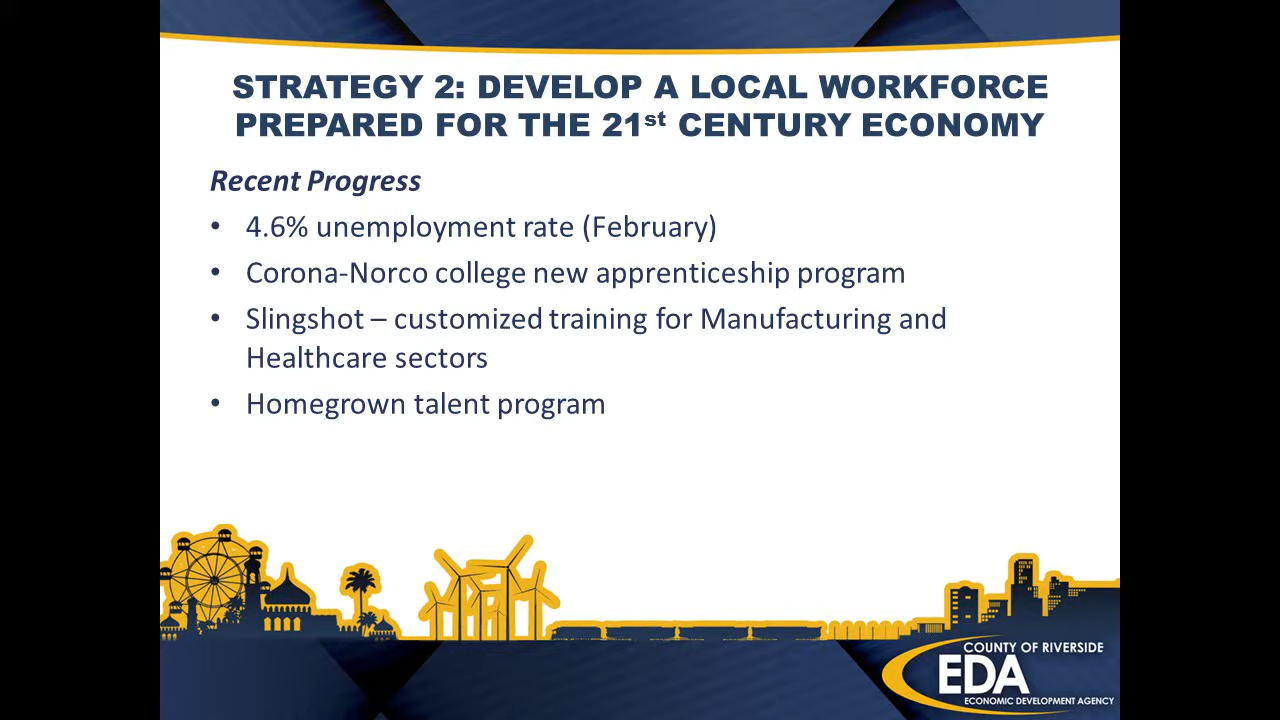 STRATEGY 2: DEVELOP A LOCAL WORKFORCE
PREPARED FOR THE 21st CENTURY ECONOMY
Recent Progress
• 4.6% unemployment rate (February)
• Corona-Norco college new apprenticeship program
• Slingshot – customized training for Manufacturing and
Healthcare sectors
• Homegrown talent program
COUNTY OF RIVERSIDE
EDA
ECONOMIC DEVELOPMENT AGENCY